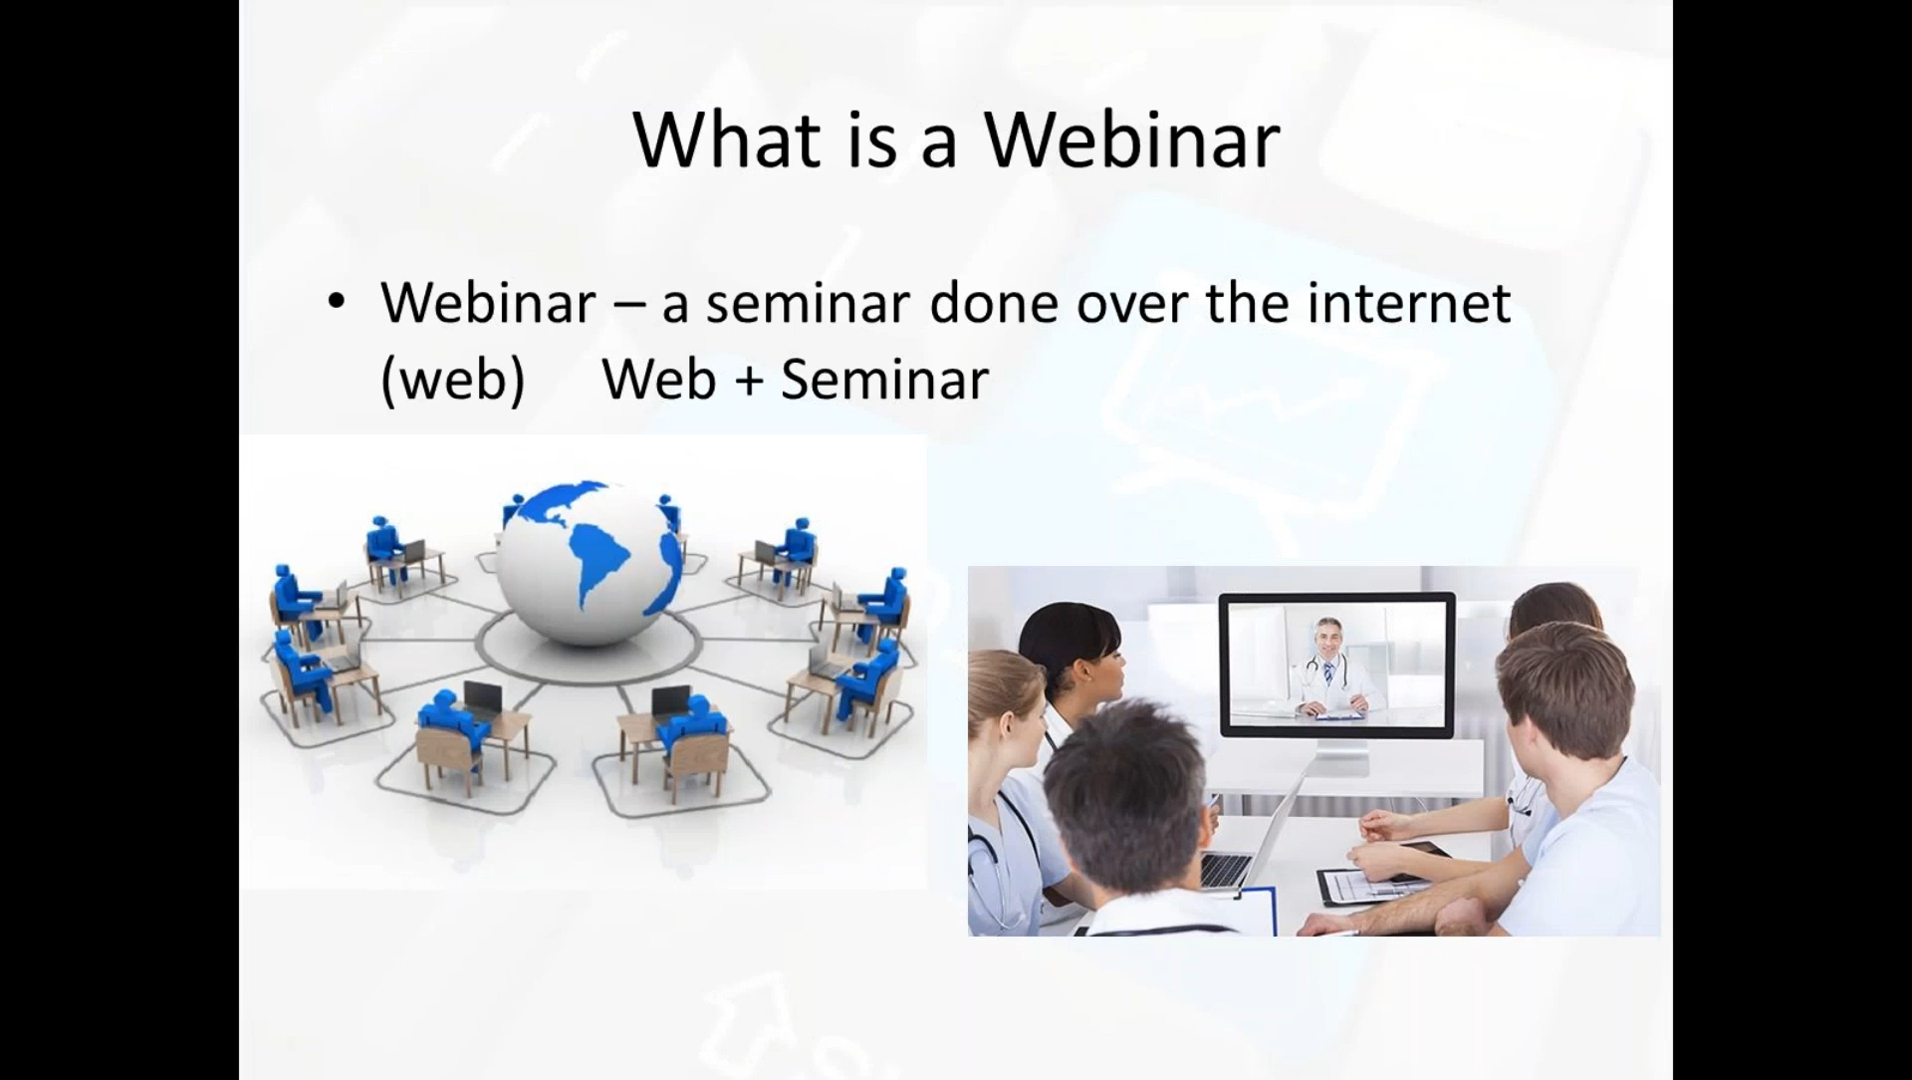 What is a Webinar
• Webinar – a seminar done over the internet
(web) Web + Seminar